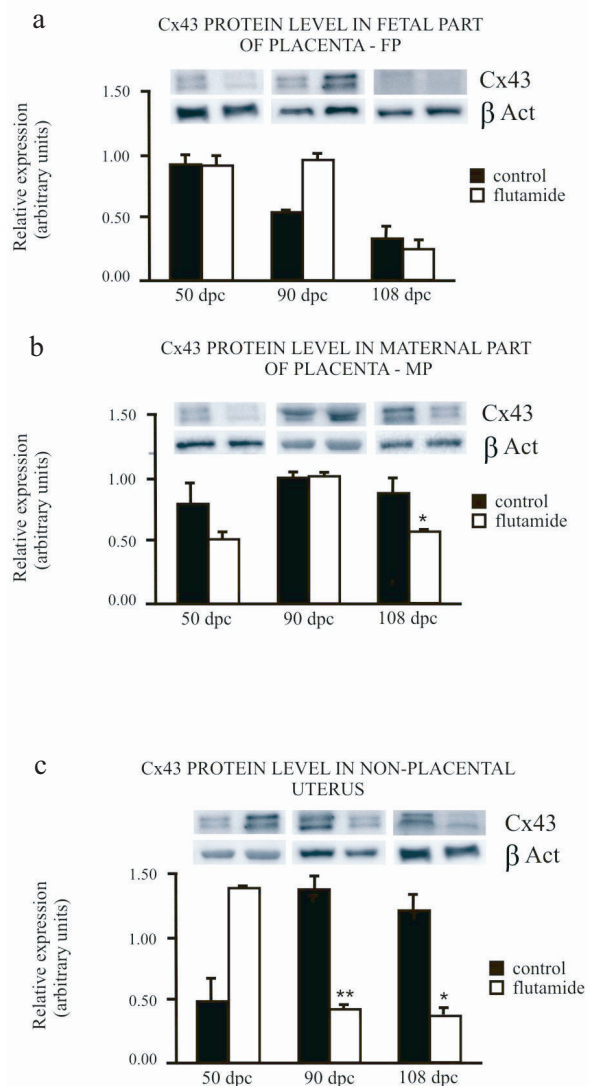 a
Cx43 PROTEIN LEVEL IN FETAL PART
OF PLACENTA - FP
Cx43
β Act
Relative expression
(arbitrary units)
1.50
1.00
0.50
0.00
control
flutamide
50 dpc
90 dpc
108 dpc
b
Cx43 PROTEIN LEVEL IN MATERNAL PART
OF PLACENTA - MP
Cx43
β Act
Relative expression
(arbitrary units)
1.50
1.00
0.50
0.00
*
control
flutamide
50 dpc
90 dpc
108 dpc
c
Cx43 PROTEIN LEVEL IN NON-PLACENTAL
UTERUS
Cx43
β Act
Relative expression
(arbitrary units)
1.50
1.00
0.50
0.00
**
*
control
flutamide
50 dpc
90 dpc
108 dpc